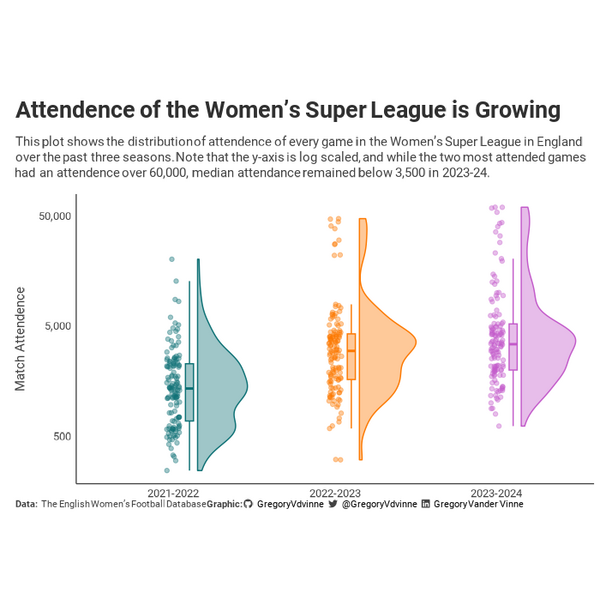 Attendence of the Women's Super League is Growing
This plot shows the distribution of attendence of every game in the Women's Super League in England
over the past three seasons. Note that the y-axis is log scaled, and while the two most attended games
had an attendence over 60,000, median attendance remained below 3,500 in 2023-24.
50,000
5,000
500
Match Attendence
2021-2022 2022-2023 2023-2024
Data: The English Women's Football Database Graphic: GregoryVdvinne @GregoryVdvinne Gregory Vander Vinne